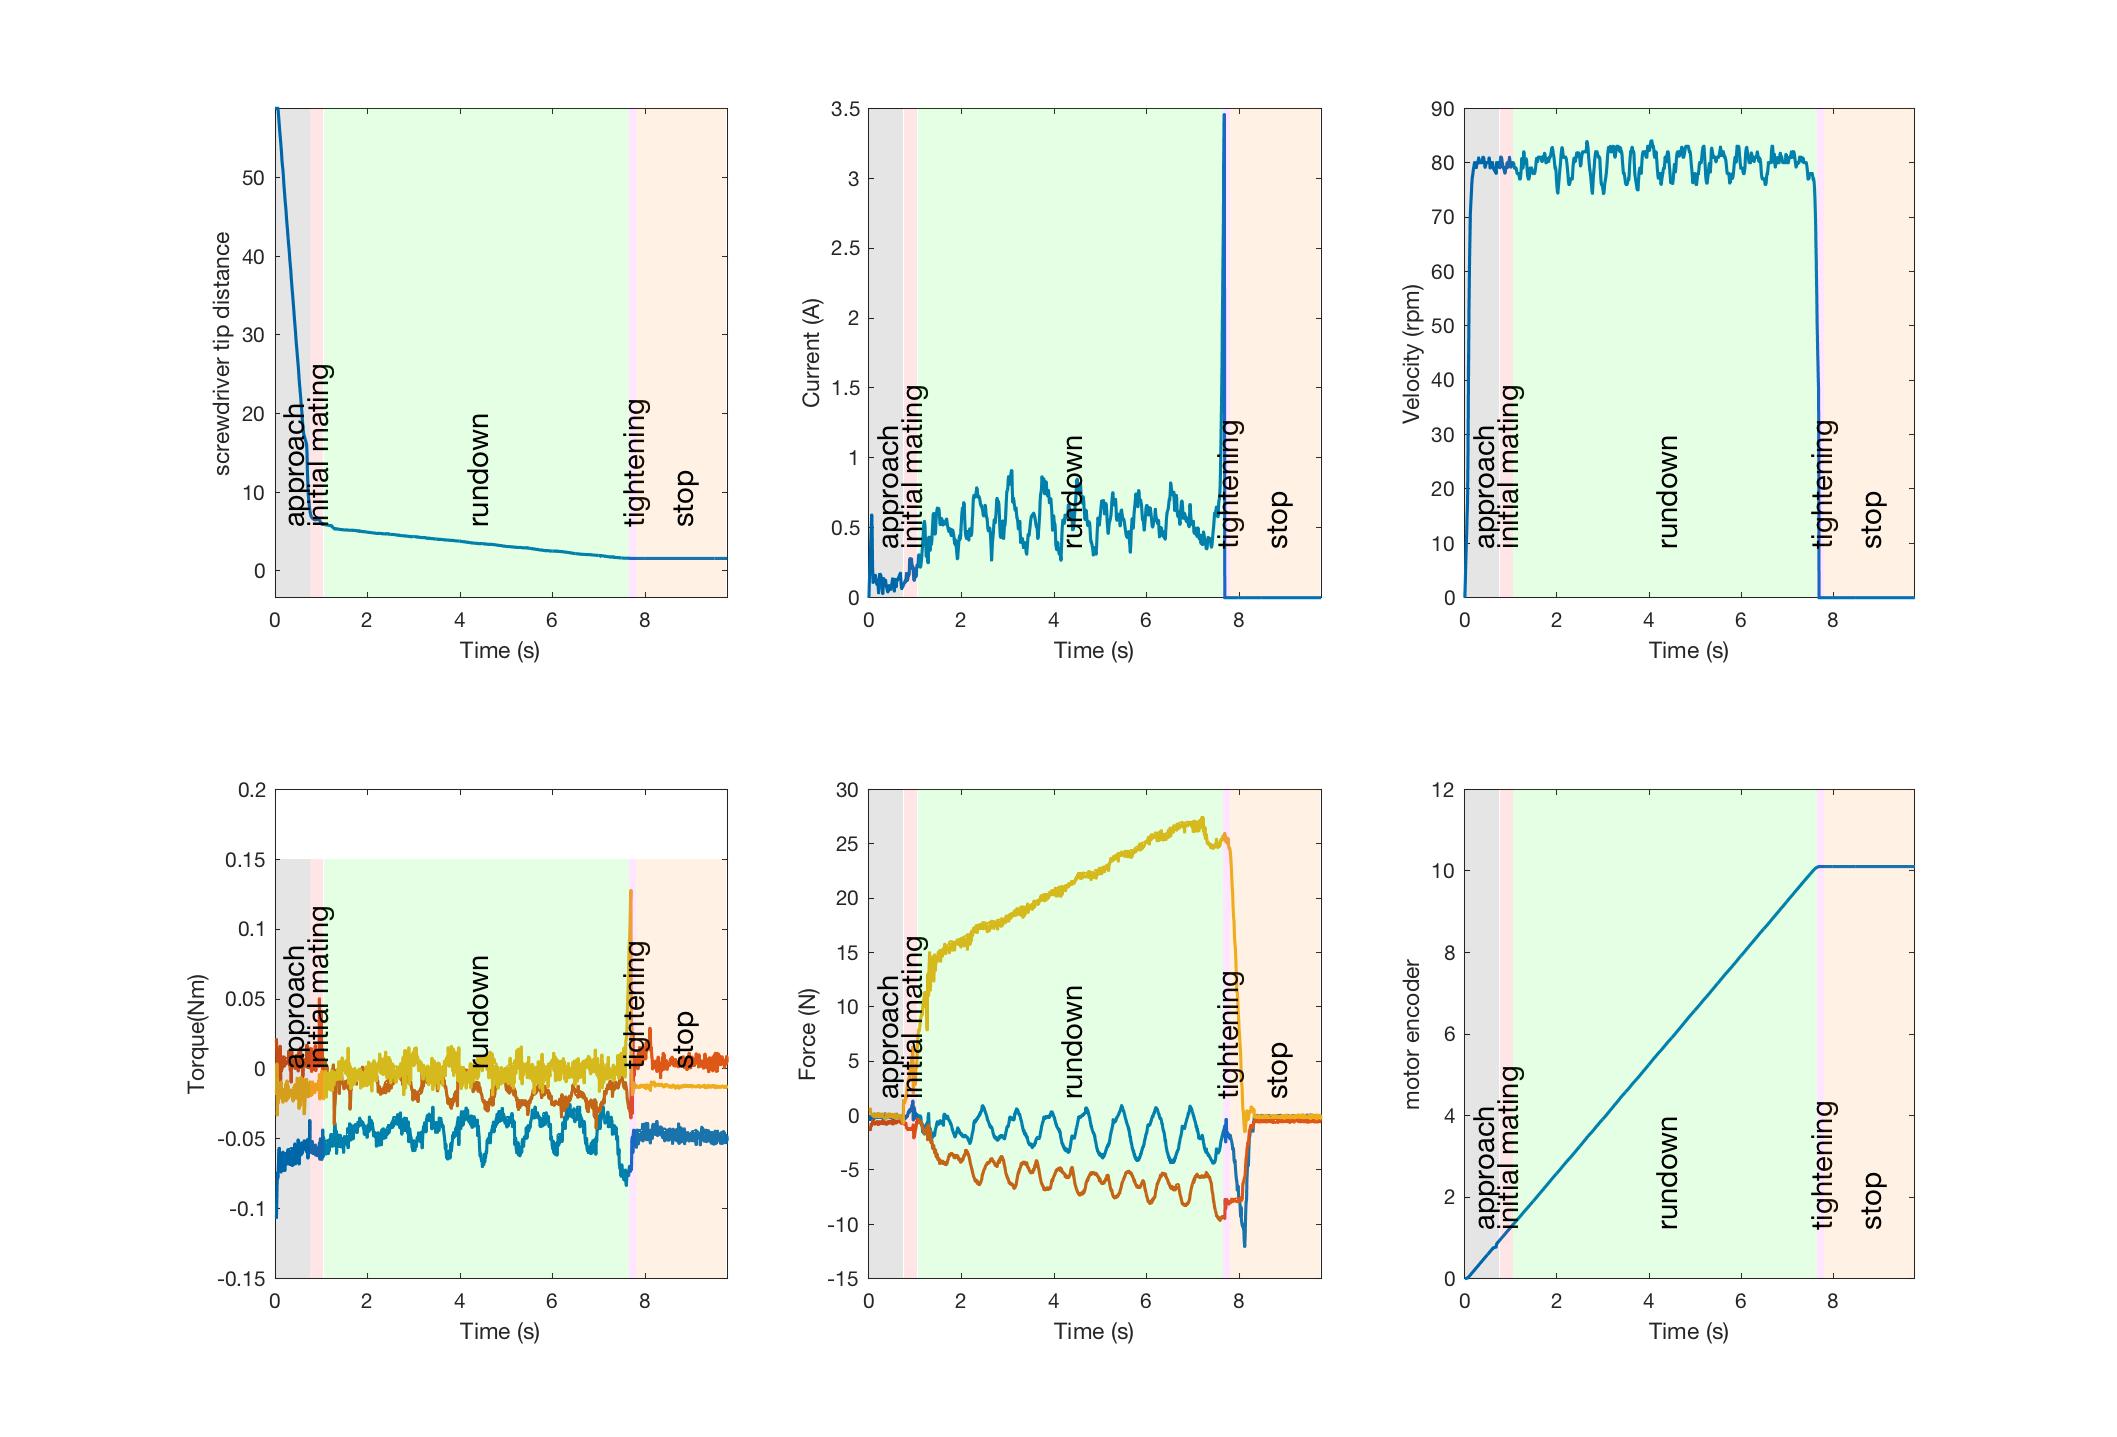 screwdriver tip distance
50
40
30
20
10
0
approach
initial mating
rundown
tightening
stop
0 2 4 6 8
Time (s)
Current (A)
3.5
3
2.5
2
1.5
1
0.5
0
approach
initial mating
rundown
tightening
stop
0 2 4 6 8
Time (s)
Velocity (rpm)
90
80
70
60
50
40
30
20
10
0
approach
initial mating
rundown
tightening
stop
0 2 4 6 8
Time (s)
Torque(Nm)
0.2
0.15
0.1
0.05
0
-0.05
-0.1
-0.15
approach
initial mating
rundown
tightening
stop
0 2 4 6 8
Time (s)
Force (N)
30
25
20
15
10
5
0
-5
-10
-15
approach
initial mating
rundown
tightening
stop
0 2 4 6 8
Time (s)
motor encoder
12
10
8
6
4
2
0
approach
initial mating
rundown
tightening
stop
0 2 4 6 8
Time (s)